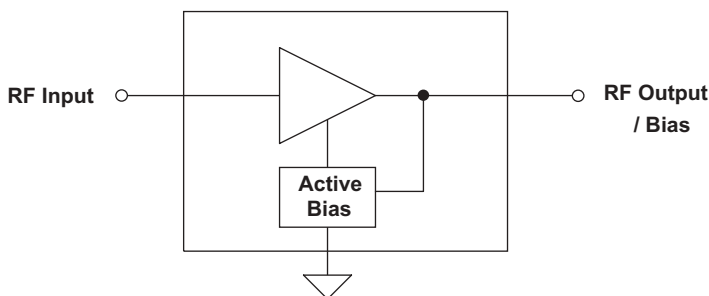 RF Input
RF Output
/ Bias
Active
Bias